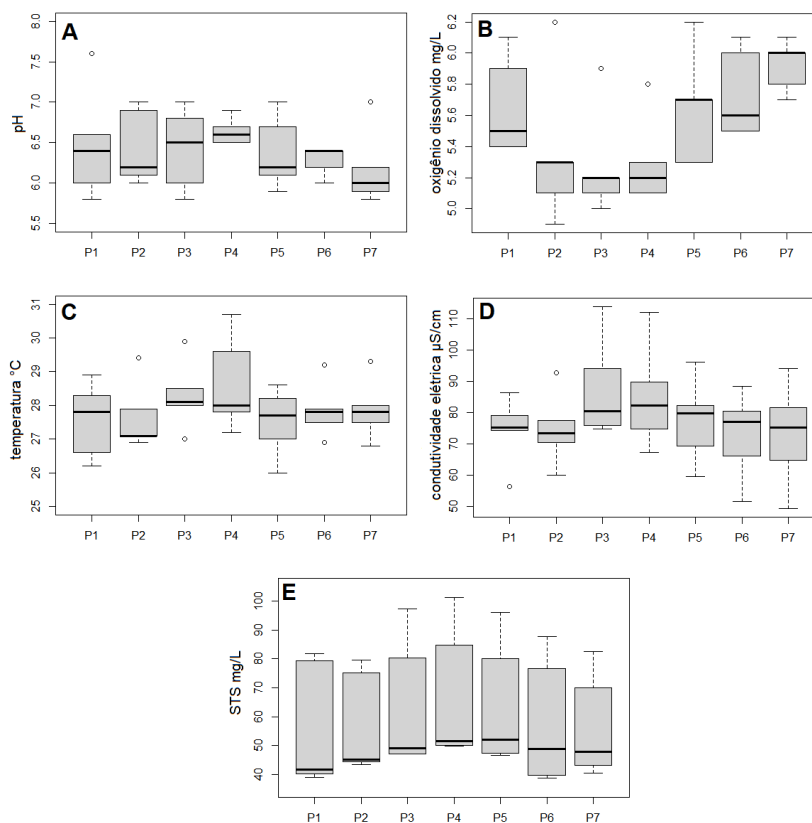 A
pH
8.0
7.5
7.0
6.5
6.0
5.5
P1 P2 P3 P4 P5 P6 P7
B
oxigênio dissolvido mg/L
6.2
6.0
5.8
5.6
5.4
5.2
5.0
P1 P2 P3 P4 P5 P6 P7
C
temperatura °C
31
30
29
28
27
26
25
P1 P2 P3 P4 P5 P6 P7
D
condutividade elétrica µS/cm
110
100
90
80
70
60
50
P1 P2 P3 P4 P5 P6 P7
E
STS mg/L
100
90
80
70
60
50
40
P1 P2 P3 P4 P5 P6 P7